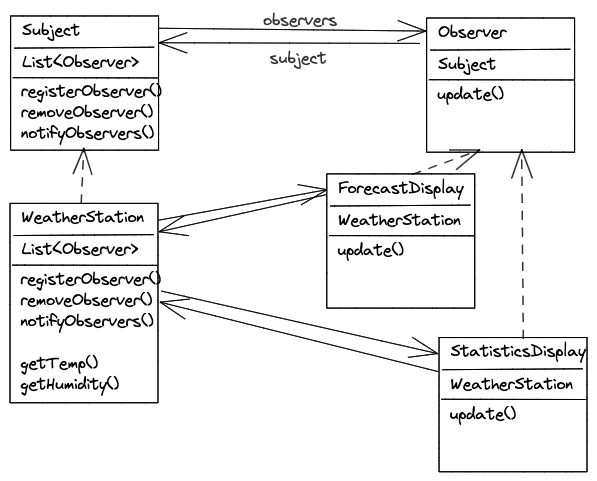 Subject
List<Observer>
registerObserver()
removeObserver()
notifyObservers()
observers
subject
Observer
Subject
update()
WeatherStation
List<Observer>
registerObserver()
removeObserver()
notifyObservers()
getTemp()
getHumidity()
ForecastDisplay
WeatherStation
update()
StatisticsDisplay
WeatherStation
update()